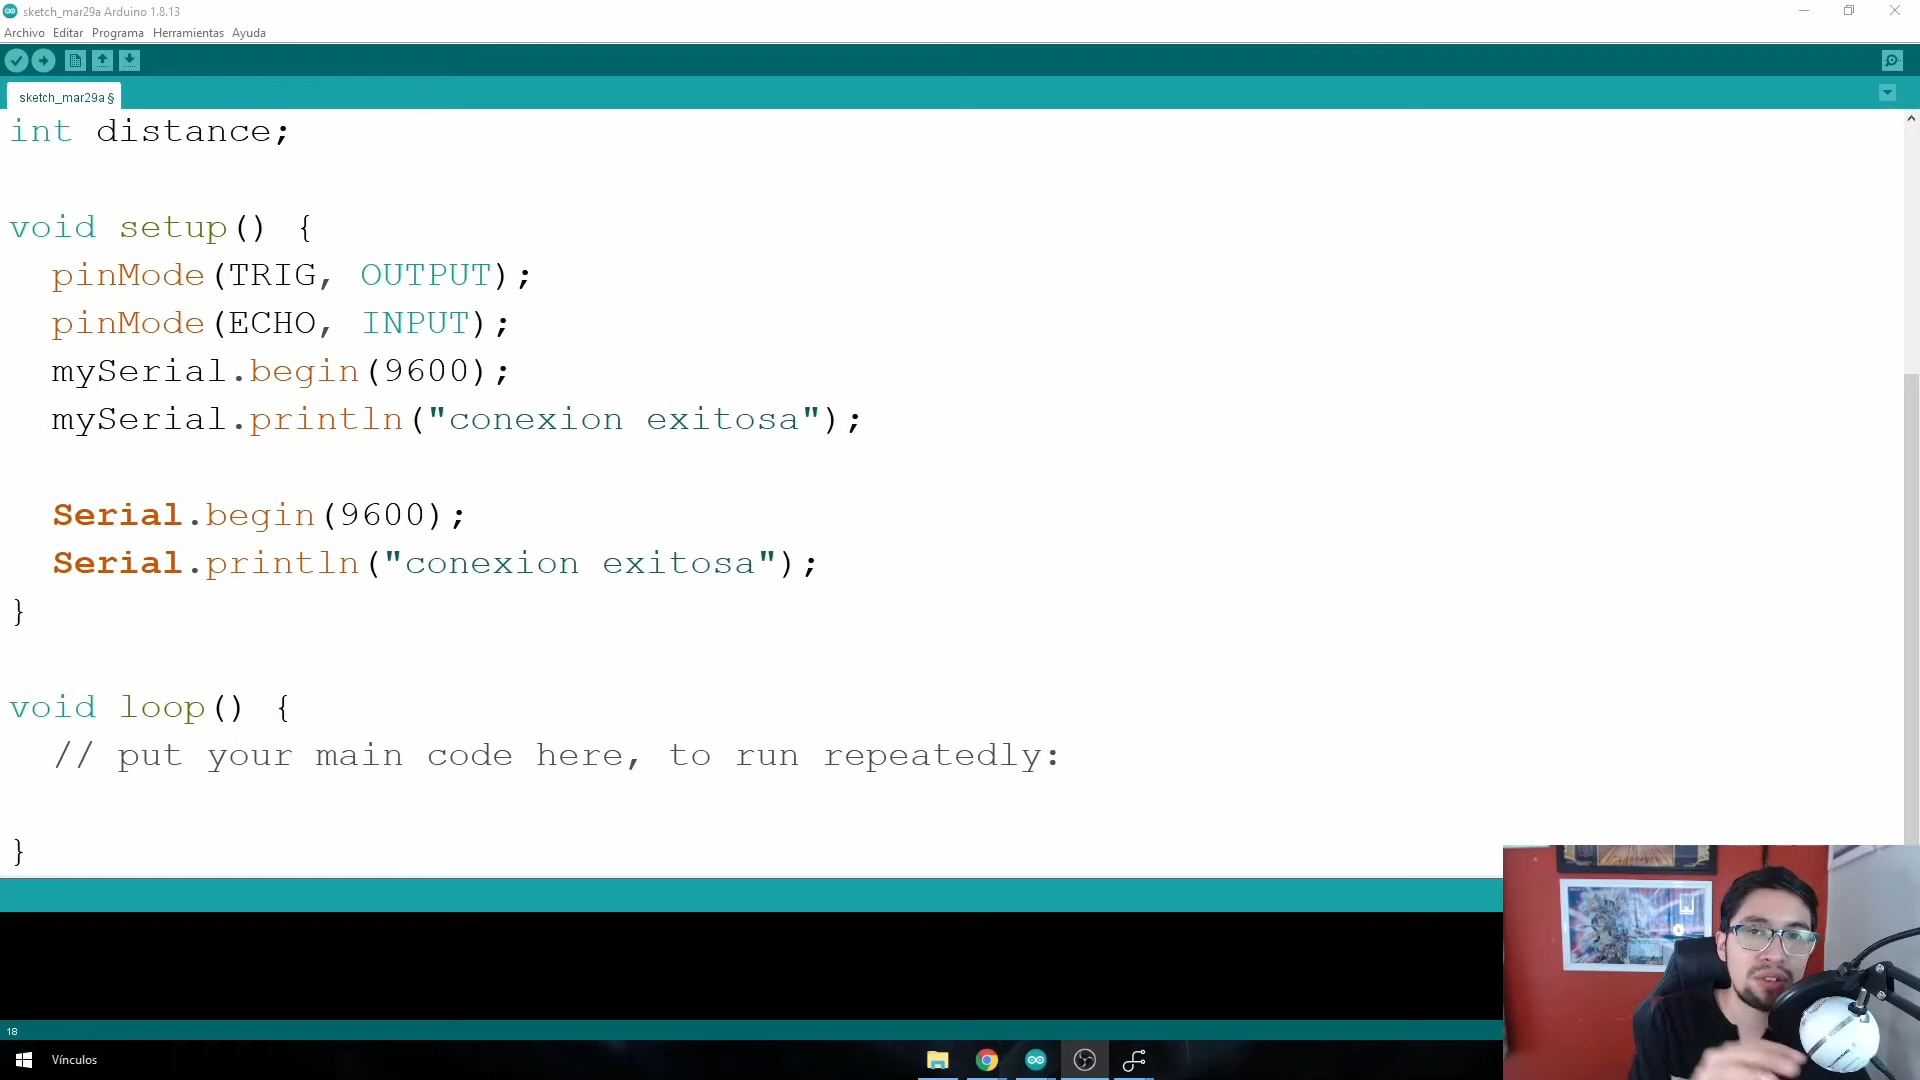 sketch_mar29a Arduino 1.8.13
Archivo Editar Programa Herramientas Ayuda
sketch_mar29a §
int distance;
void setup() {
pinMode(TRIG, OUTPUT);
pinMode(ECHO, INPUT);
mySerial.begin(9600);
mySerial.println("conexion exitosa");
Serial.begin(9600);
Serial.println("conexion exitosa");
}
void loop() {
// put your main code here, to run repeatedly:
}
18
Vínculos